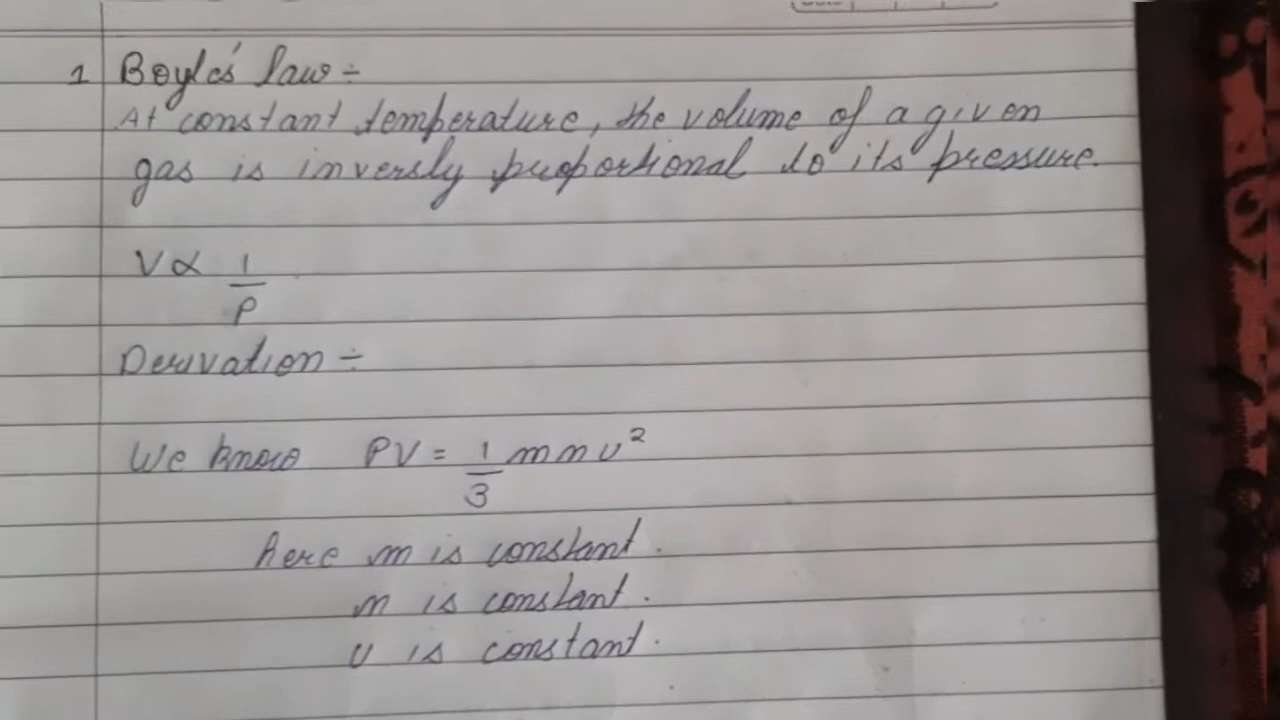 1 Boyle's law ÷
At constant temperature, the volume of a given
gas is inversly proportional to its pressure.
V ∝ 1/P
Derivation ÷
We know PV = 1/3 m n u²
here m is constant.
n is constant.
u is constant.